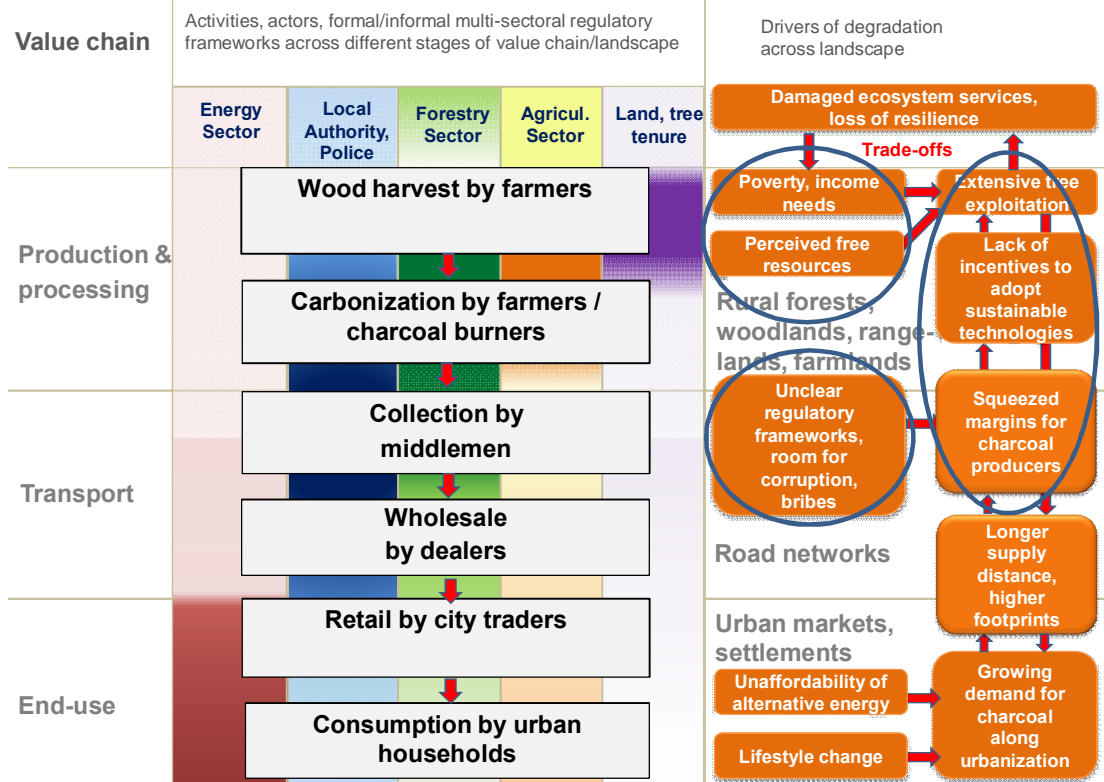 Value chain
Activities, actors, formal/informal multi-sectoral regulatory
frameworks across different stages of value chain/landscape
Drivers of degradation
across landscape
Energy
Sector
Local
Authority,
Police
Forestry
Sector
Agricul.
Sector
Land, tree
tenure
Damaged ecosystem services,
loss of resilience
Trade-offs
Production &
processing
Wood harvest by farmers
Carbonization by farmers /
charcoal burners
Poverty, income
needs
Extensive tree
exploitation
Perceived free
resources
Lack of
incentives to
adopt
sustainable
technologies
Rural forests,
woodlands, range-
lands, farmlands
Transport
Collection by
middlemen
Wholesale
by dealers
Unclear
regulatory
frameworks,
room for
corruption,
bribes
Squeezed
margins for
charcoal
producers
Road networks
Longer
supply
distance,
higher
footprints
End-use
Retail by city traders
Consumption by urban
households
Urban markets,
settlements
Unaffordability of
alternative energy
Lifestyle change
Growing
demand for
charcoal
along
urbanization